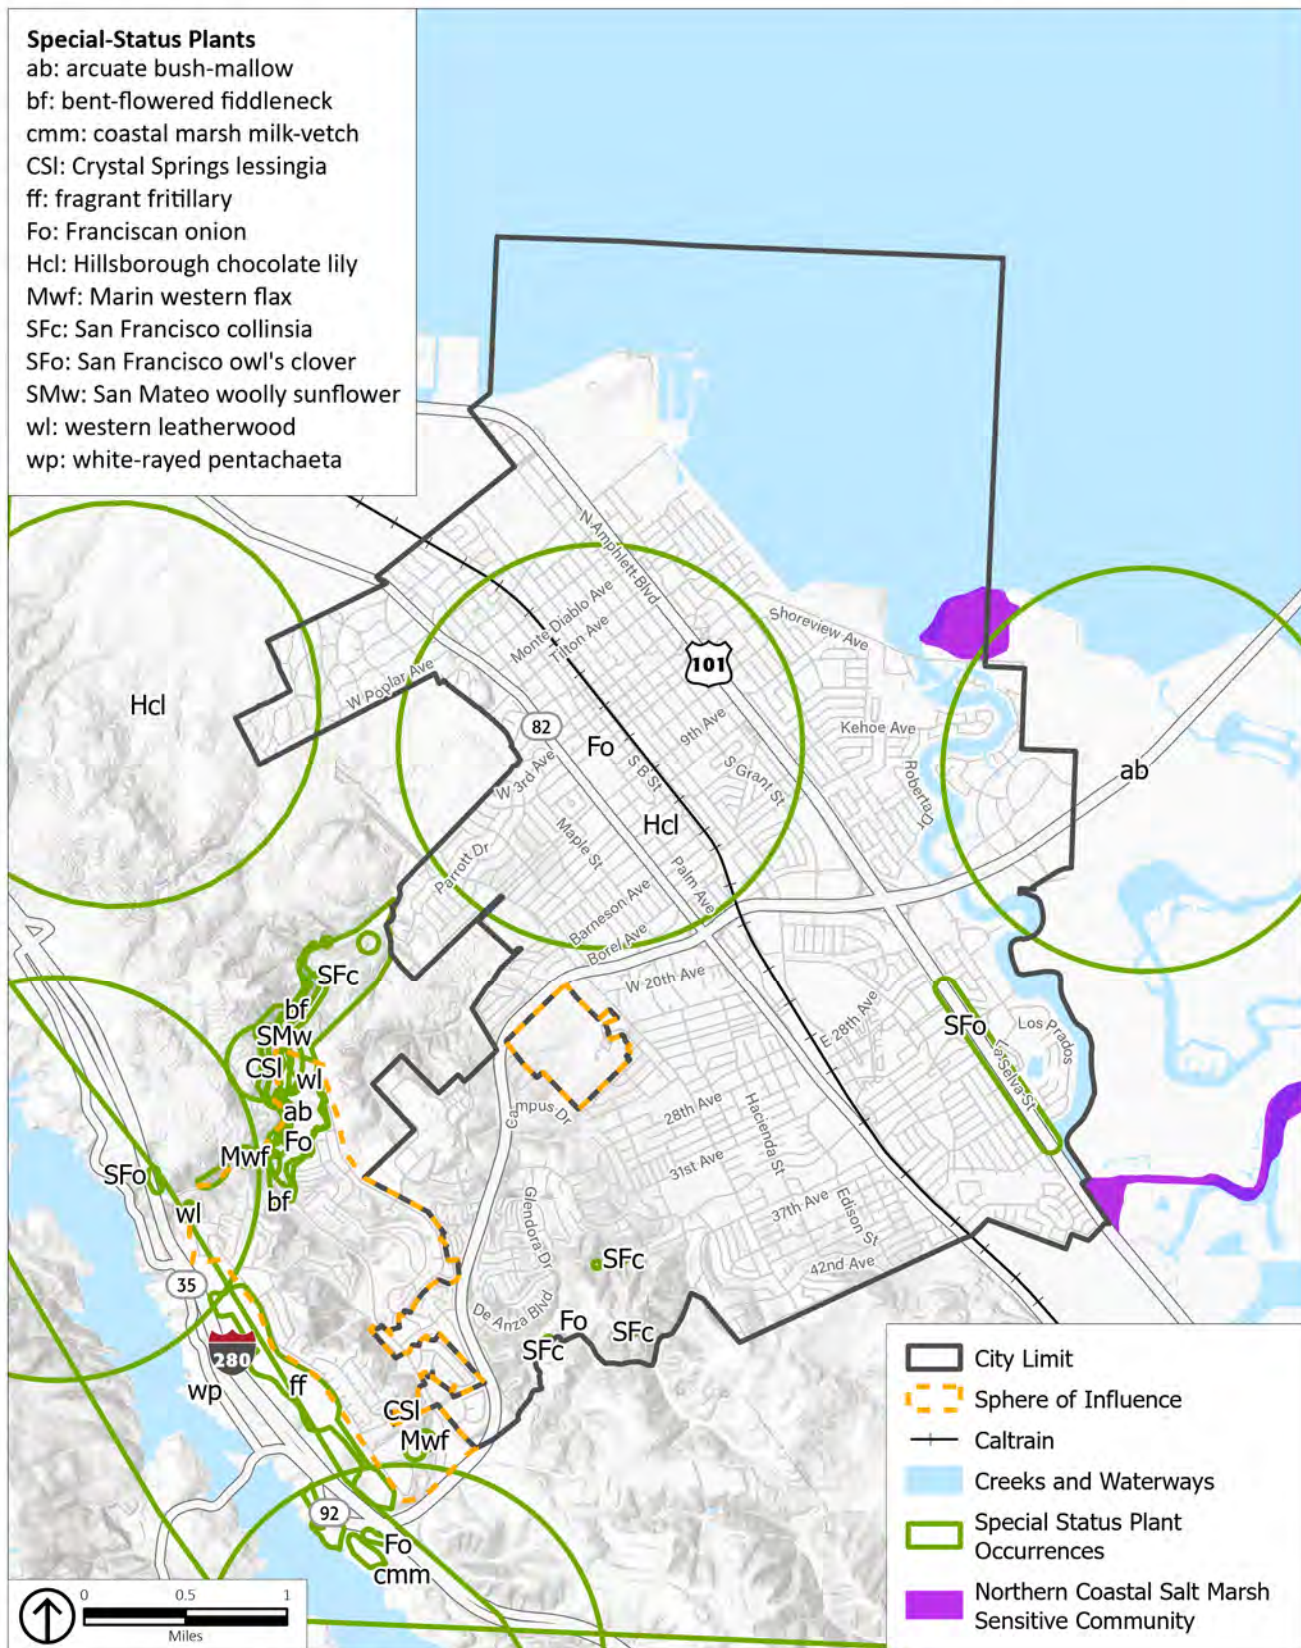 Special-Status Plants
ab: arcuate bush-mallow
bf: bent-flowered fiddleneck
cmm: coastal marsh milk-vetch
CSl: Crystal Springs lessingia
ff: fragrant fritillary
Fo: Franciscan onion
Hcl: Hillsborough chocolate lily
Mwf: Marin western flax
SFc: San Francisco collinsia
SFo: San Francisco owl's clover
SMw: San Mateo woolly sunflower
wl: western leatherwood
wp: white-rayed pentachaeta
N Amphlett Blvd
Monte Diablo Ave
Tilton Ave
Shoreview Ave
101
W Poplar Ave
Hcl
82
Fo
9th Ave
Kehoe Ave
ab
W 3rd Ave
S B St
S Grant St
Roberta Dr
Hcl
Maple St
Parrott Dr
Palm Ave
Barneson Ave
Borel Ave
SFc
W 20th Ave
bf
SMw
E 28th Ave
SFo
Los Prados
CSl
wl
La Selva St
ab
Campus Dr
28th Ave
Hacienda St
Fo
Mwf
31st Ave
SFo
bf
wl
Glendora Dr
37th Ave
Edison St
SFc
42nd Ave
35
De Anza Blvd
Fo
SFc
SFc
280
wp
ff
CSl
Mwf
92
Fo
cmm
City Limit
Sphere of Influence
Caltrain
Creeks and Waterways
Special Status Plant
Occurrences
Northern Coastal Salt Marsh
Sensitive Community
0 0.5 1
Miles